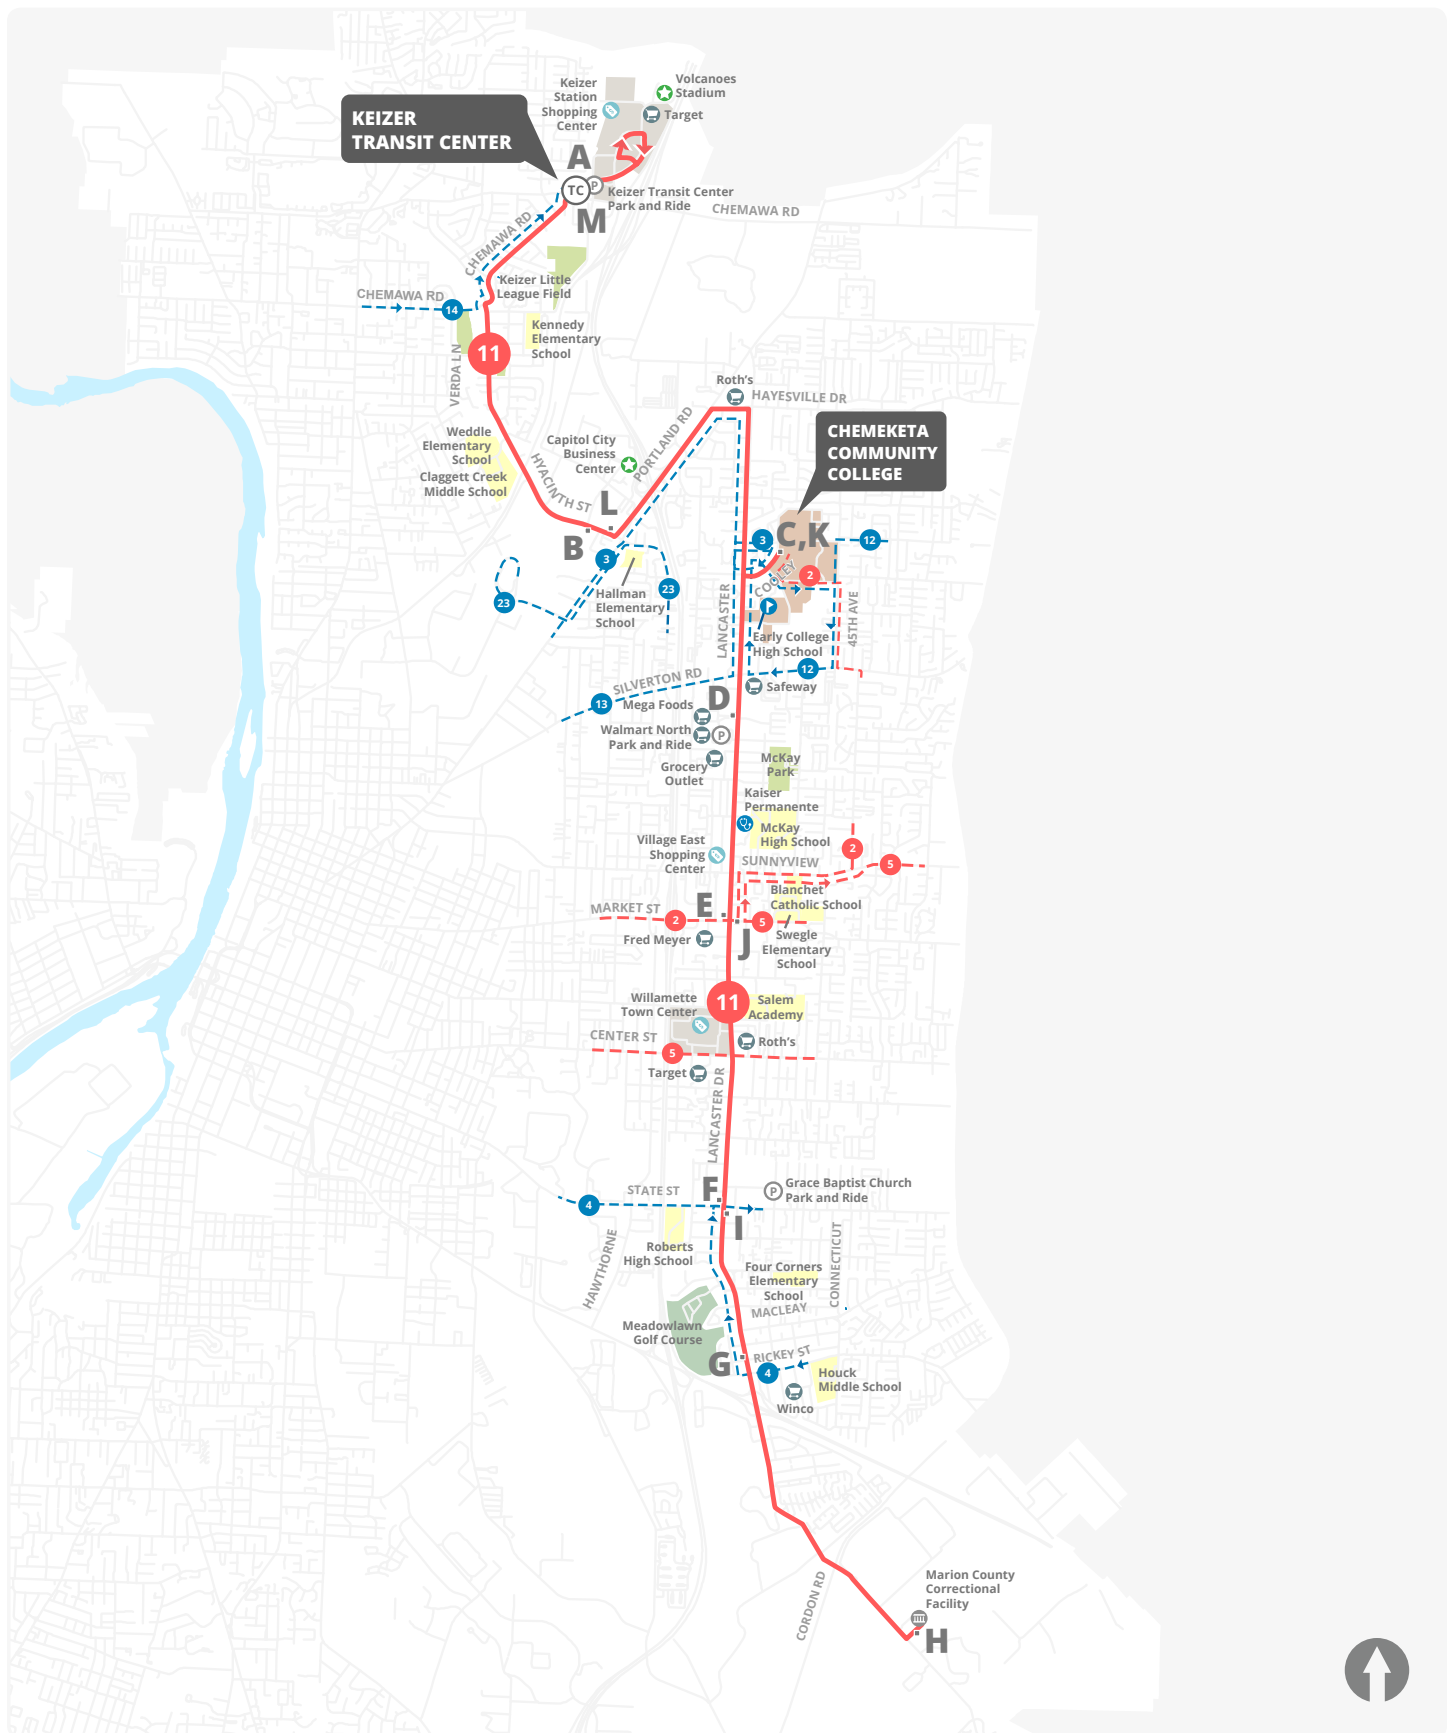 Volcanoes
Stadium
Keizer
Station
Shopping
Center
Target
KEIZER
TRANSIT CENTER
A
TC
P
Keizer Transit Center
Park and Ride
M
CHEMAWA RD
CHEMAWA RD
Keizer Little
League Field
CHEMAWA RD
14
Kennedy
Elementary
School
11
VERDA LN
Roth's
HAYESVILLE DR
PORTLAND RD
CHEMEKETA
COMMUNITY
COLLEGE
Weddle
Elementary
School
Claggett Creek
Middle School
Capitol City
Business
Center
HYACINTH ST
L
B
3
C,K
3
12
2
COOLEY
23
23
Hallman
Elementary
School
LANCASTER
45TH AVE
Early College
High School
12
SILVERTON RD
Safeway
13
Mega Foods
D
Walmart North
Park and Ride
P
Grocery
Outlet
McKay
Park
Kaiser
Permanente
McKay
High School
Village East
Shopping
Center
SUNNYVIEW
2
5
Blanchet
Catholic School
MARKET ST
2
E
5
J
Fred Meyer
Swegle
Elementary
School
Willamette
Town Center
11
Salem
Academy
CENTER ST
5
Roth's
Target
LANCASTER DR
STATE ST
F
P
Grace Baptist Church
Park and Ride
4
I
HAWTHORNE
Roberts
High School
Four Corners
Elementary
School
CONNECTICUT
MACLEAY
Meadowlawn
Golf Course
G
RICKEY ST
4
Houck
Middle School
Winco
CORDON RD
Marion County
Correctional
Facility
H